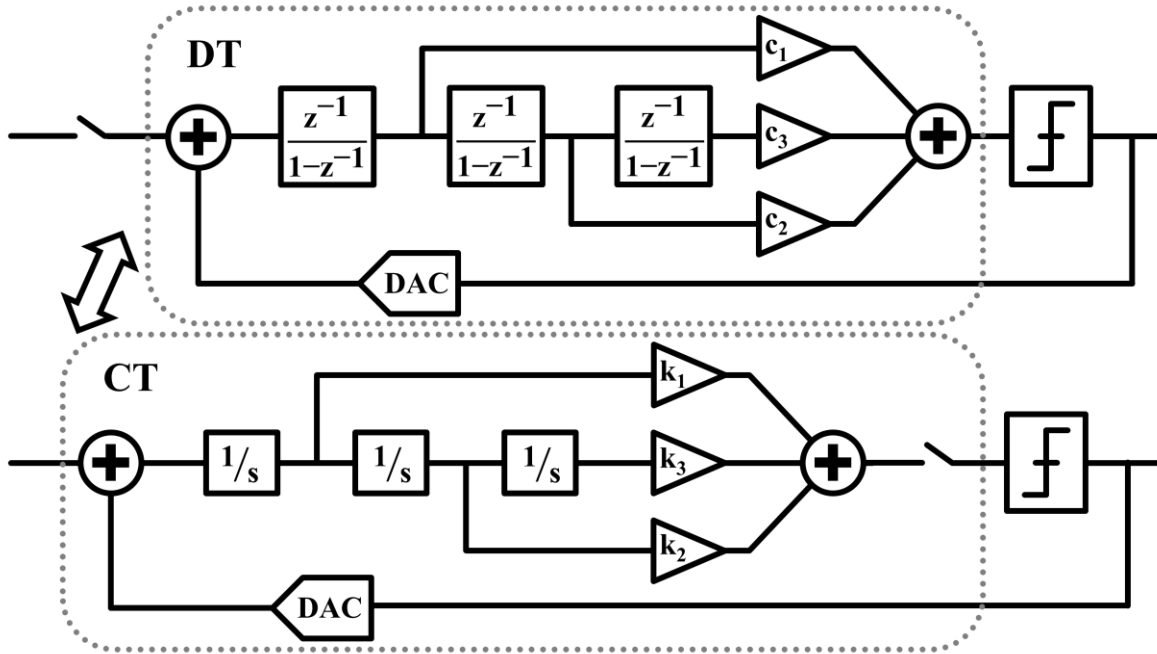 DT
c₁
z⁻¹ z⁻¹ z⁻¹
1−z⁻¹ 1−z⁻¹ 1−z⁻¹
c₃
c₂
DAC
CT
k₁
1/s 1/s 1/s
k₃
k₂
DAC